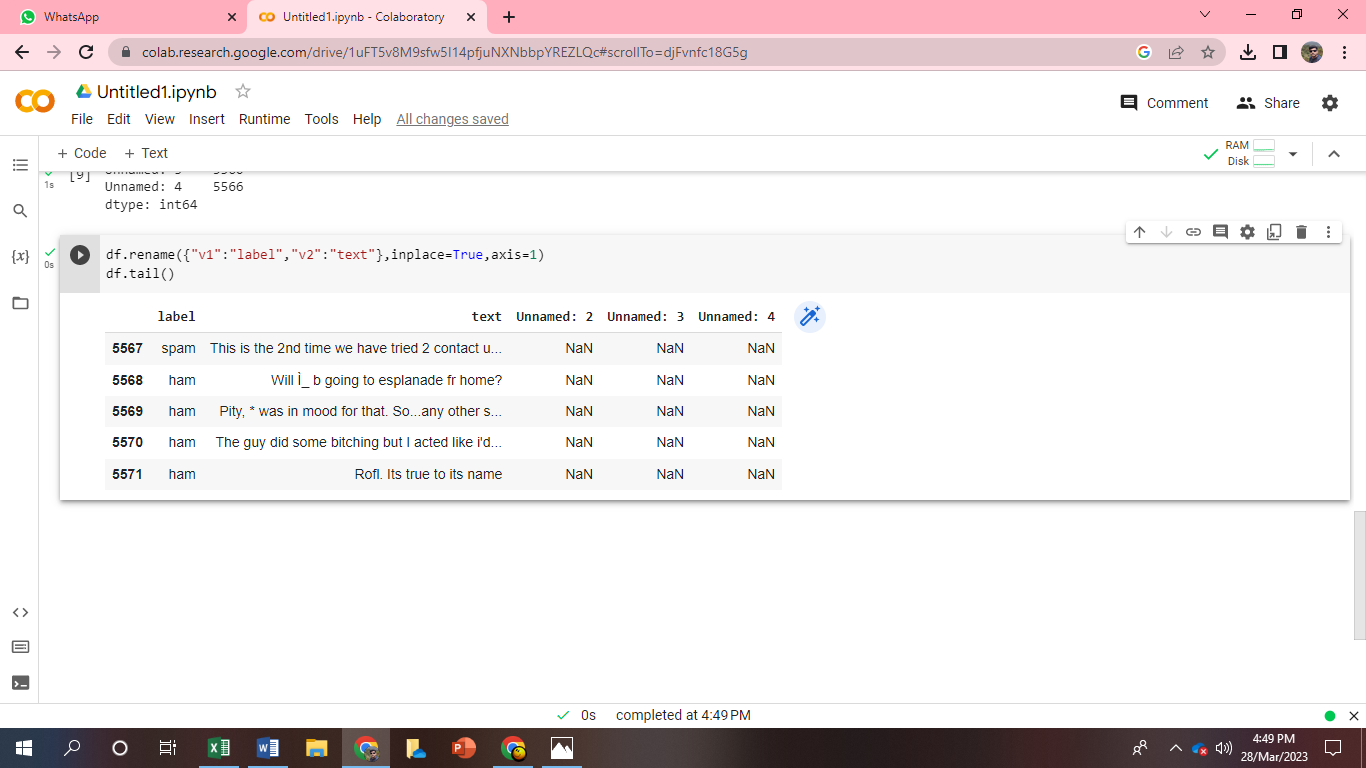 WhatsApp
Untitled1.ipynb - Colaboratory
colab.research.google.com/drive/1uFT5v8M9sfw5I14pfjuNXNbbpYREZLQc#scrollTo=djFvnfc18G5g
Untitled1.ipynb
Comment
Share
File Edit View Insert Runtime Tools Help All changes saved
+ Code + Text
RAM
Disk
1s
[9]
Unnamed: 4 5566
dtype: int64
0s
df.rename({"v1":"label","v2":"text"},inplace=True,axis=1)
df.tail()
label text Unnamed: 2 Unnamed: 3 Unnamed: 4
5567 spam This is the 2nd time we have tried 2 contact u... NaN NaN NaN
5568 ham Will Ì_ b going to esplanade fr home? NaN NaN NaN
5569 ham Pity, * was in mood for that. So...any other s... NaN NaN NaN
5570 ham The guy did some bitching but I acted like i'd... NaN NaN NaN
5571 ham Rofl. Its true to its name NaN NaN NaN
0s completed at 4:49 PM
4:49 PM
28/Mar/2023